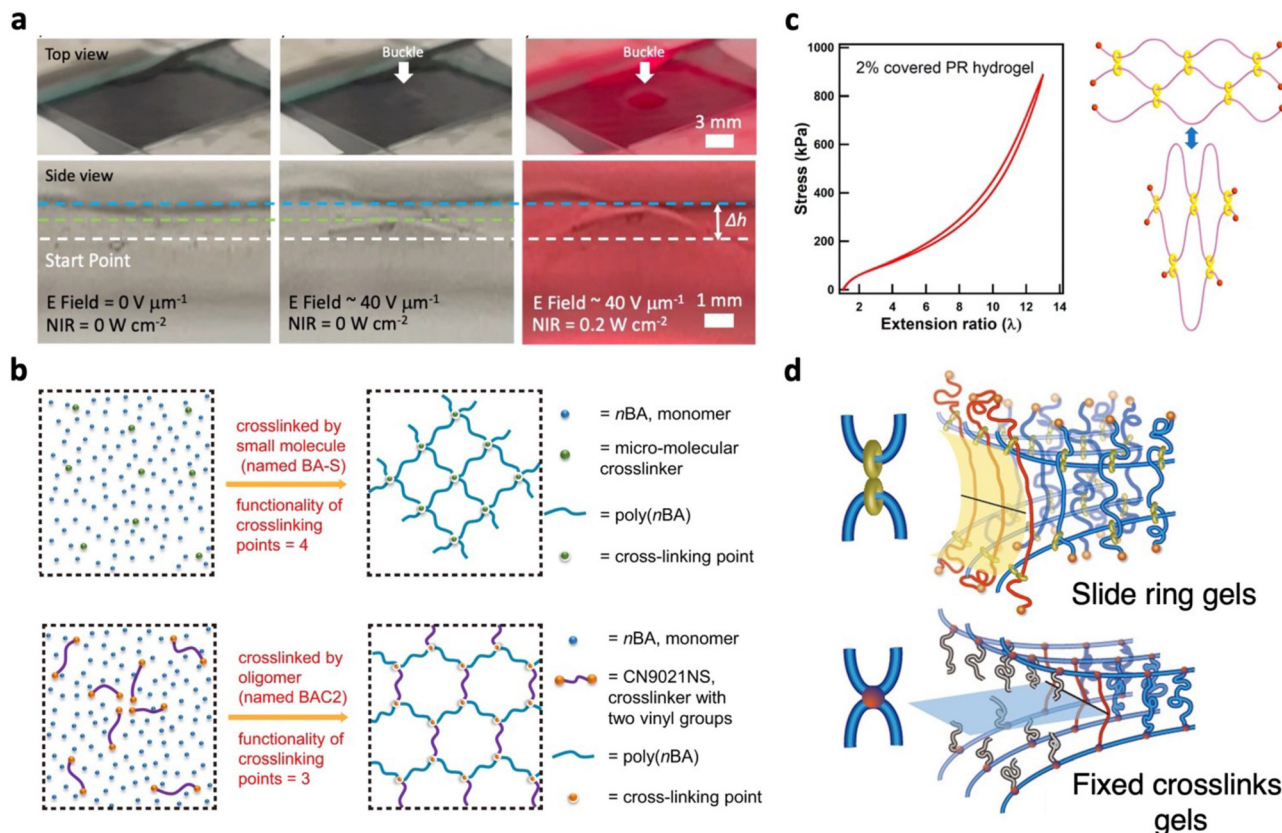 a
Top view
Buckle
Buckle
3 mm
Side view
Δh
Start Point
E Field = 0 V μm⁻¹
NIR = 0 W cm⁻²
E Field ~ 40 V μm⁻¹
NIR = 0 W cm⁻²
E Field ~ 40 V μm⁻¹
NIR = 0.2 W cm⁻²
1 mm
b
crosslinked by
small molecule
(named BA-S)
functionality of
crosslinking
points = 4
= nBA, monomer
= micro-molecular
crosslinker
= poly(nBA)
= cross-linking point
crosslinked by
oligomer
(named BAC2)
functionality of
crosslinking
points = 3
= nBA, monomer
= CN9021NS,
crosslinker with
two vinyl groups
= poly(nBA)
= cross-linking point
c
1000
800
600
400
200
0
Stress (kPa)
2% covered PR hydrogel
2 4 6 8 10 12 14
Extension ratio (λ)
d
Slide ring gels
Fixed crosslinks
gels